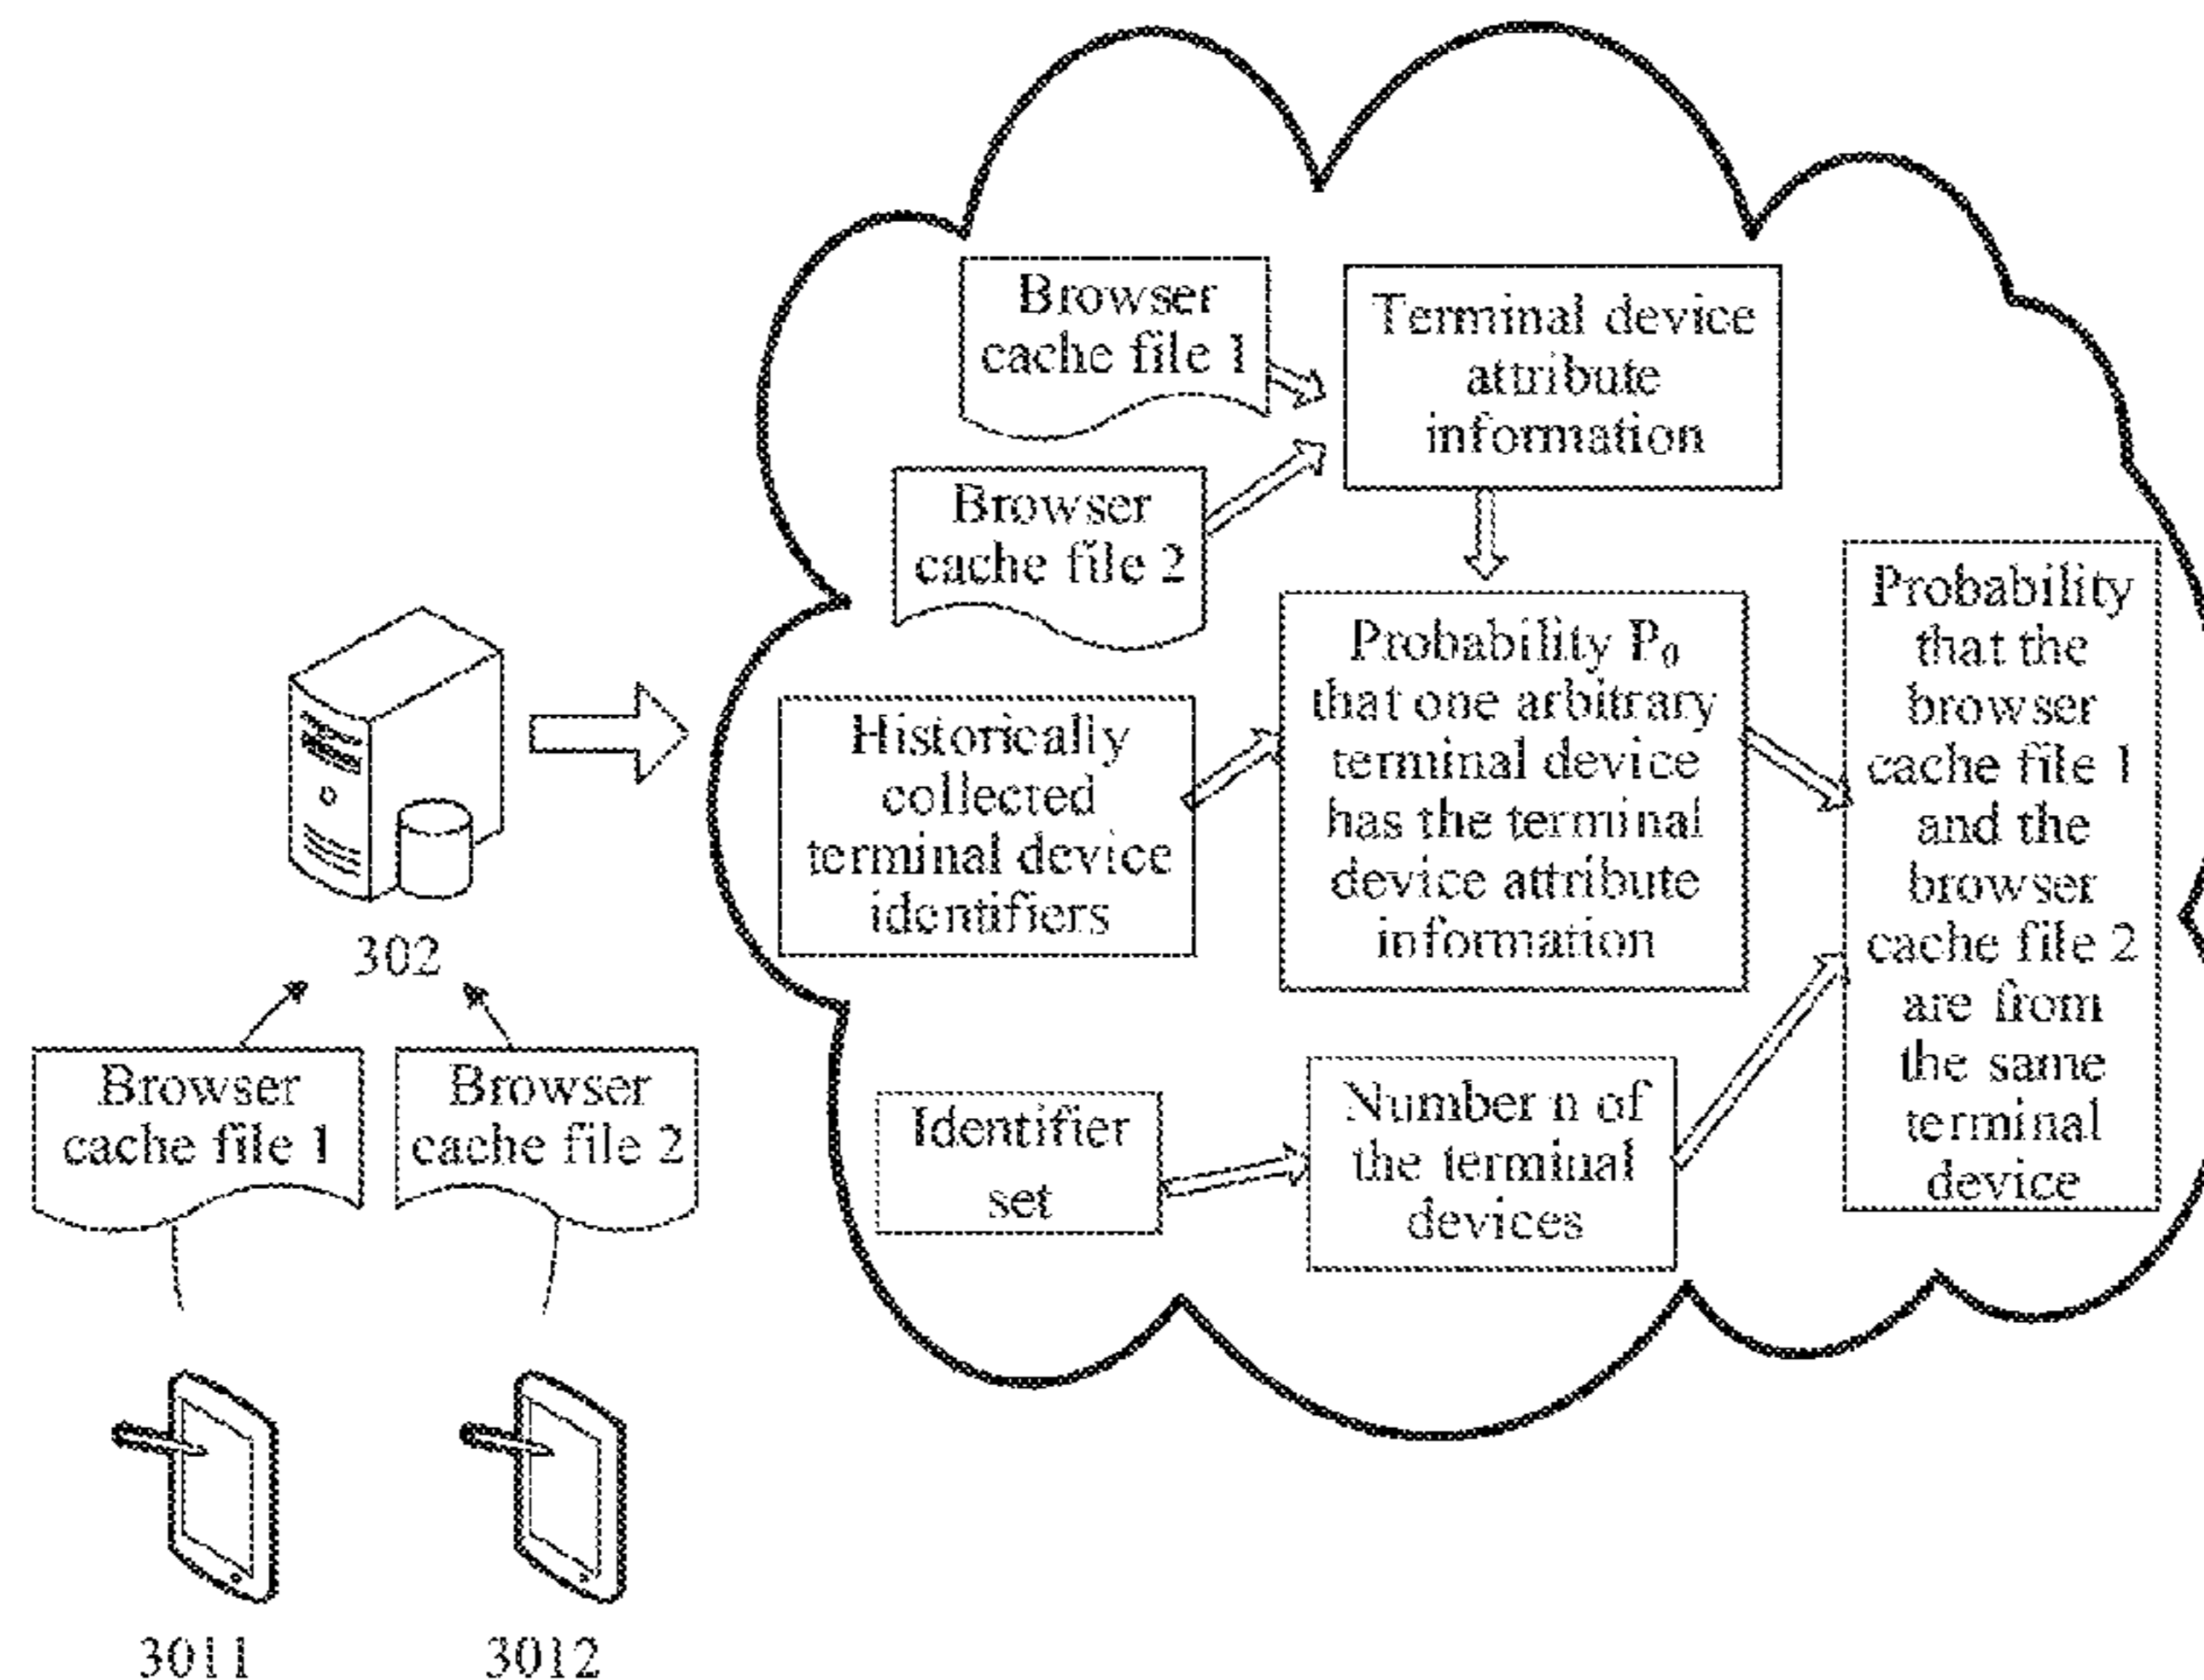 Browser
cache file 1
Terminal device
attribute
information
Browser
cache file 2
Probability P₀
that one arbitrary
terminal device
has the terminal
device attribute
information
Probability
that the
browser
cache file 1
and the
browser
cache file 2
are from
the same
terminal
device
Historically
collected
terminal device
identifiers
302
Browser
cache file 1
Browser
cache file 2
Identifier
set
Number n of
the terminal
devices
3011
3012